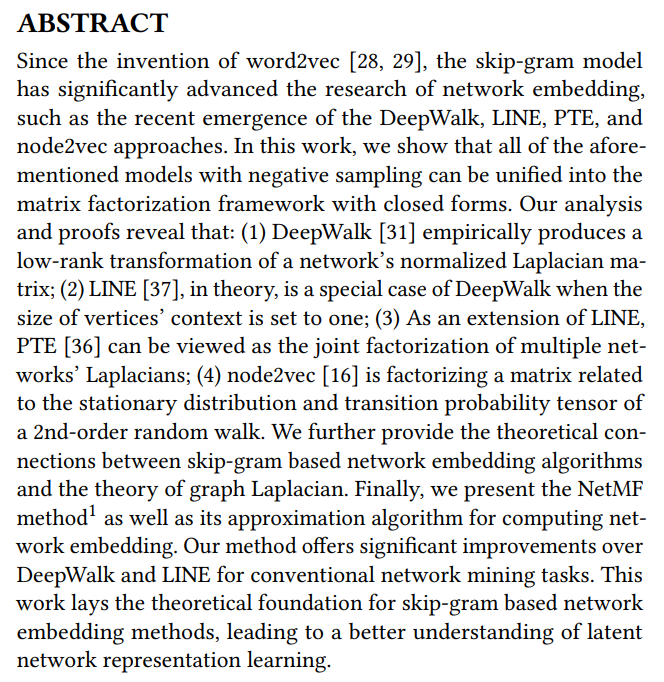 ABSTRACT
Since the invention of word2vec [28, 29], the skip-gram model
has significantly advanced the research of network embedding,
such as the recent emergence of the DeepWalk, LINE, PTE, and
node2vec approaches. In this work, we show that all of the afore-
mentioned models with negative sampling can be unified into the
matrix factorization framework with closed forms. Our analysis
and proofs reveal that: (1) DeepWalk [31] empirically produces a
low-rank transformation of a network's normalized Laplacian ma-
trix; (2) LINE [37], in theory, is a special case of DeepWalk when the
size of vertices' context is set to one; (3) As an extension of LINE,
PTE [36] can be viewed as the joint factorization of multiple net-
works' Laplacians; (4) node2vec [16] is factorizing a matrix related
to the stationary distribution and transition probability tensor of
a 2nd-order random walk. We further provide the theoretical con-
nections between skip-gram based network embedding algorithms
and the theory of graph Laplacian. Finally, we present the NetMF
method¹ as well as its approximation algorithm for computing net-
work embedding. Our method offers significant improvements over
DeepWalk and LINE for conventional network mining tasks. This
work lays the theoretical foundation for skip-gram based network
embedding methods, leading to a better understanding of latent
network representation learning.